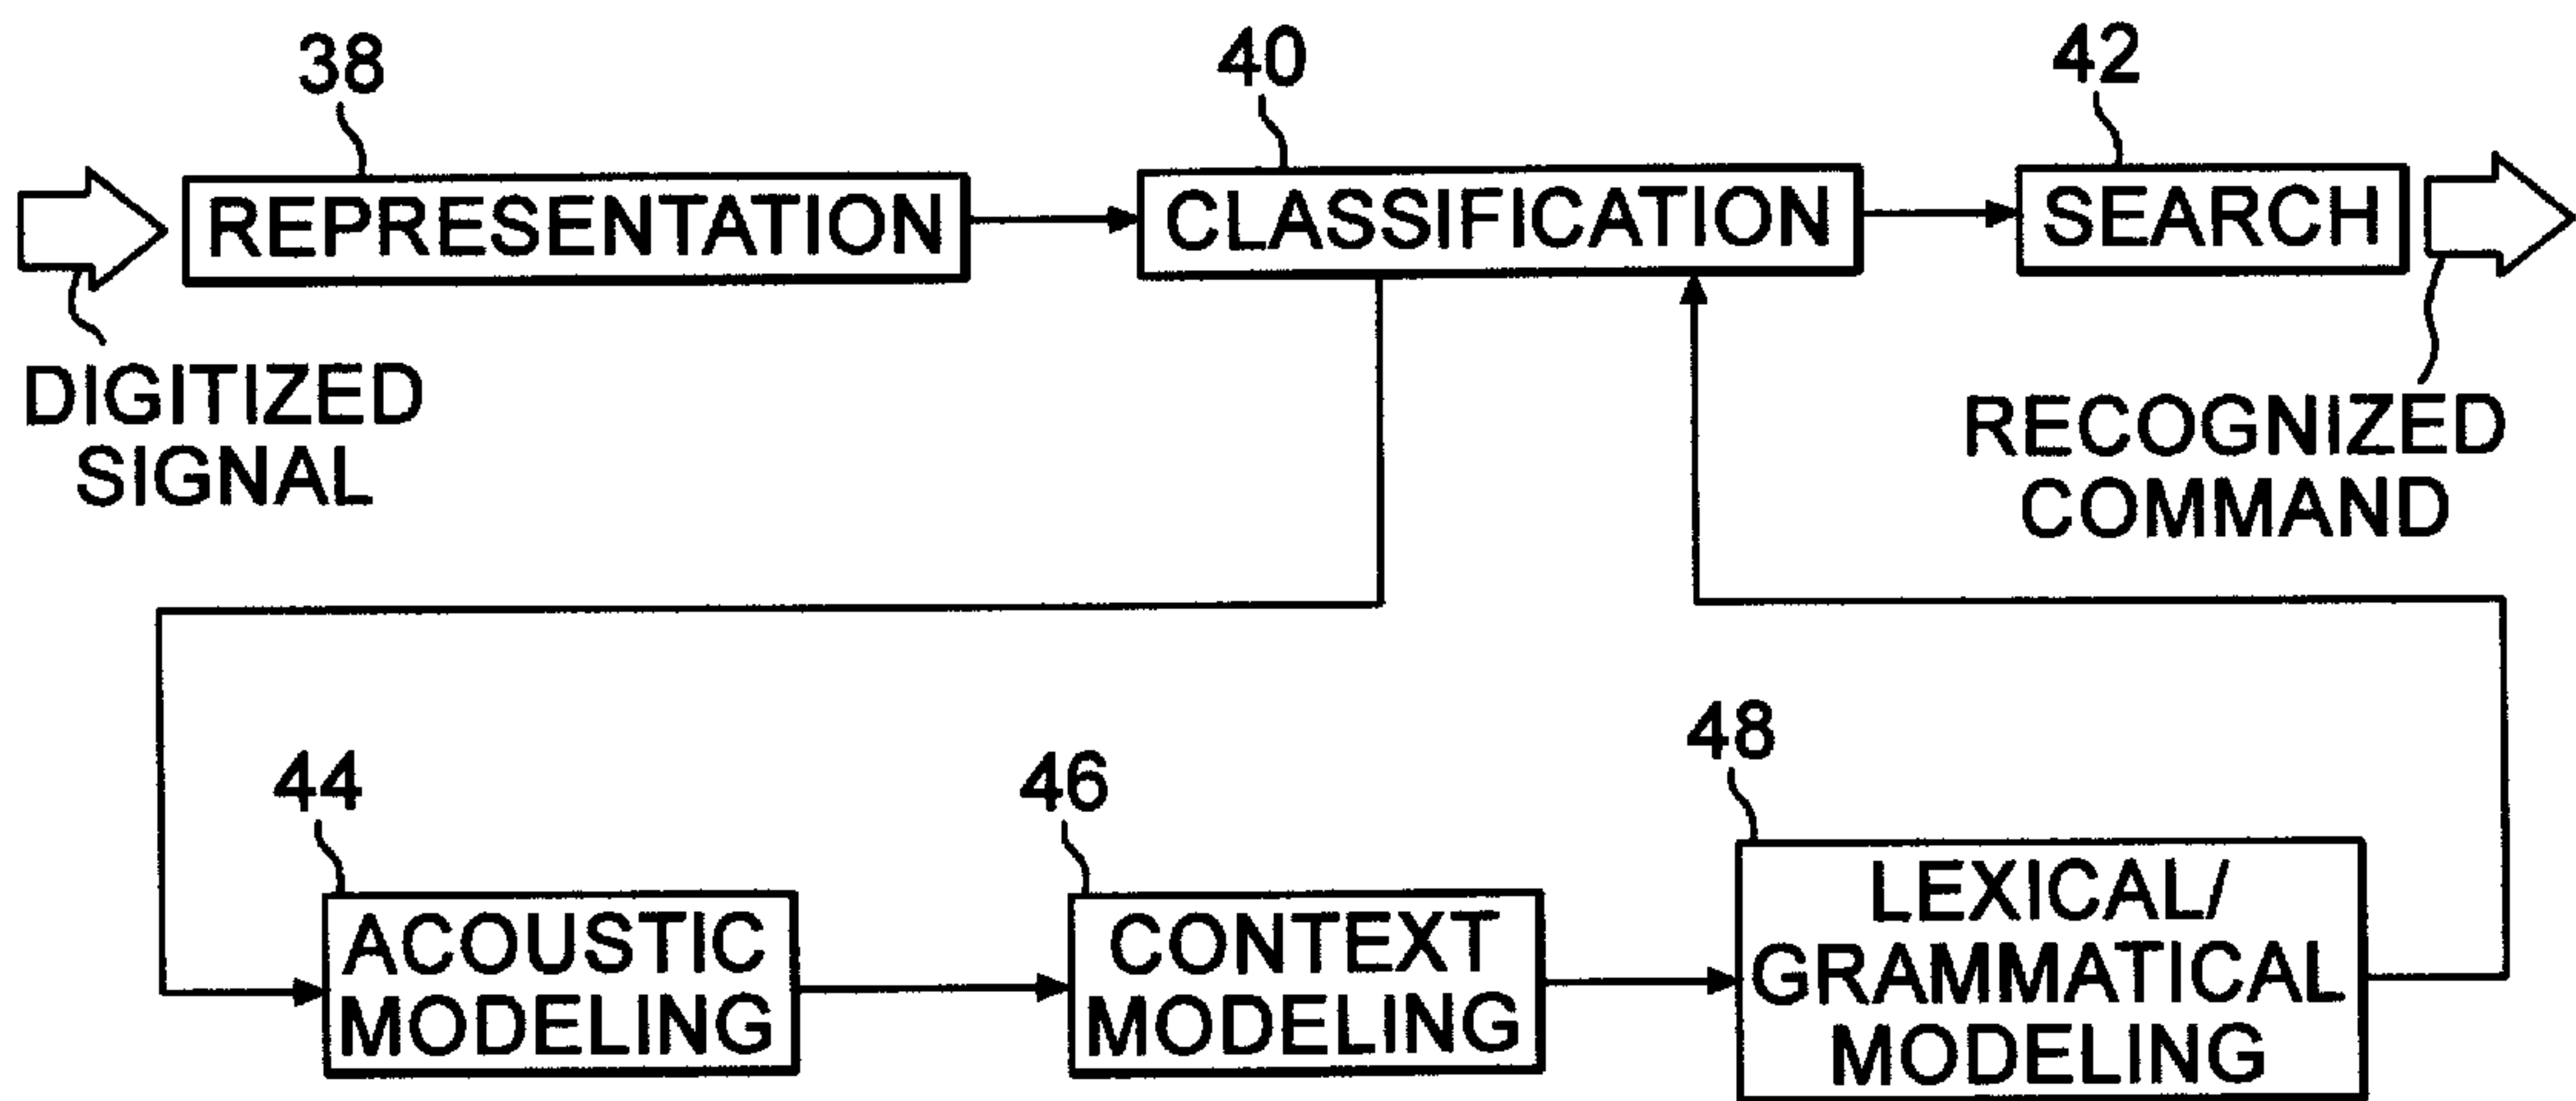 38
40
42
REPRESENTATION
CLASSIFICATION
SEARCH
DIGITIZED
SIGNAL
RECOGNIZED
COMMAND
44
46
48
ACOUSTIC
MODELING
CONTEXT
MODELING
LEXICAL/
GRAMMATICAL
MODELING